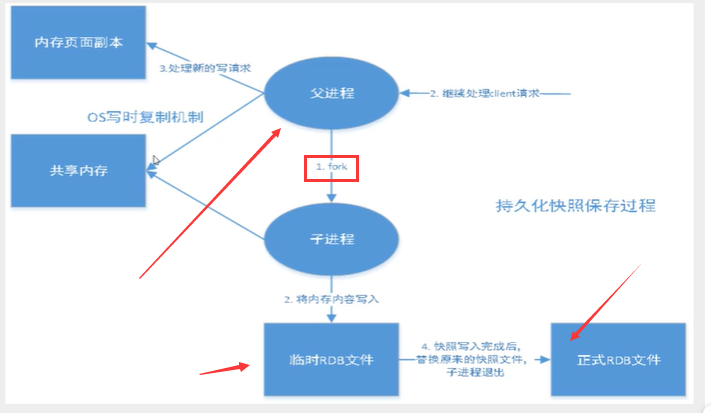 内存页面副本
3.处理新的写请求
父进程
2. 继续处理client请求
OS写时复制机制
共享内存
1. fork
持久化快照保存过程
子进程
2. 将内存内容写入
临时RDB文件
4. 快照写入完成后,
替换原来的快照文件,
子进程退出
正式RDB文件